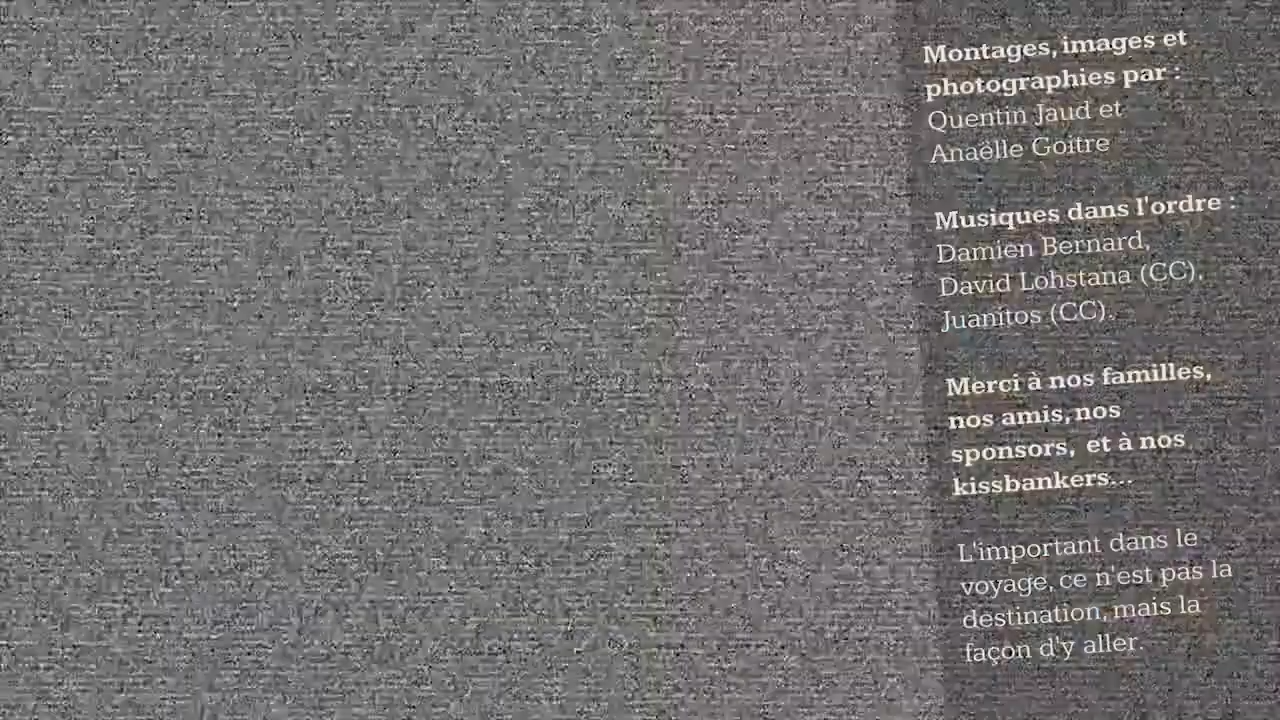 Montages, images et
photographies par :
Quentin Jaud et
Anaëlle Goitre
Musiques dans l'ordre :
Damien Bernard,
David Lohstana (CC),
Juanitos (CC).
Merci à nos familles,
nos amis, nos
sponsors, et à nos
kissbankers...
L'important dans le
voyage, ce n'est pas la
destination, mais la
façon d'y aller.